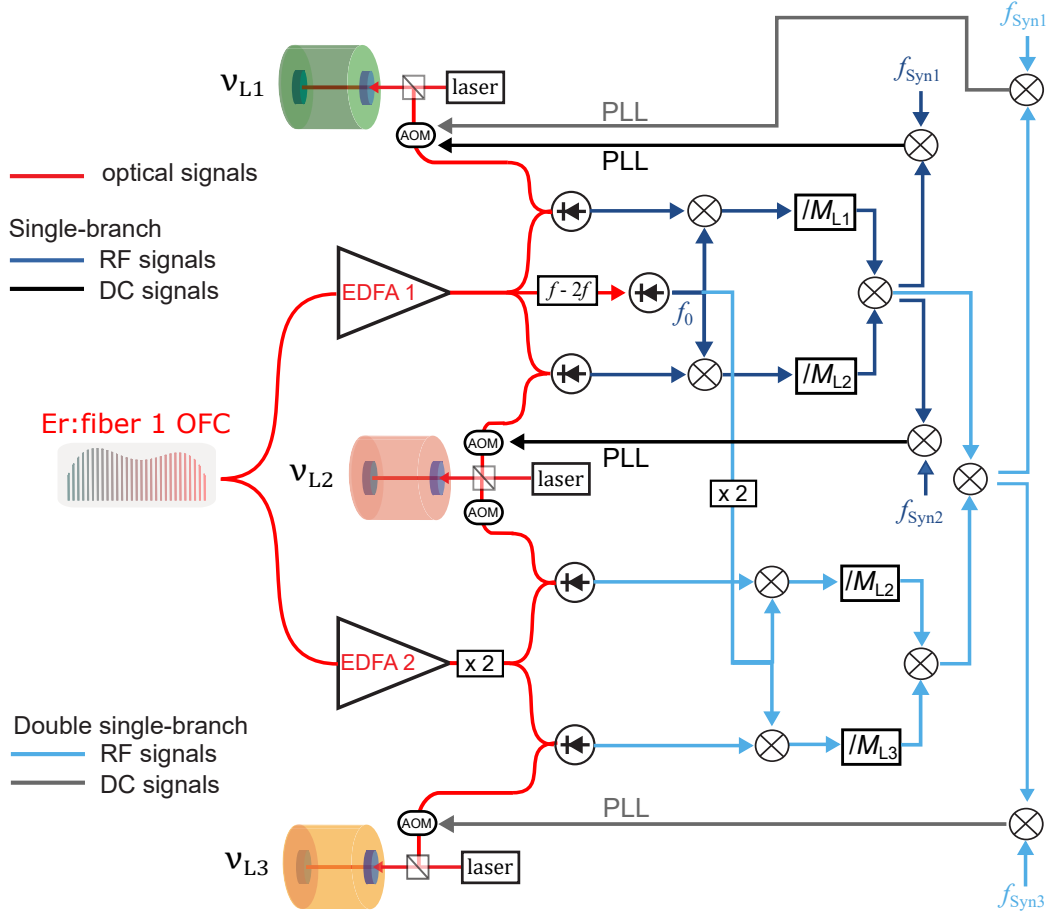 f_Syn1
ν_L1
laser
AOM
PLL
f_Syn1
PLL
optical signals
Single-branch
RF signals
DC signals
/M_L1
EDFA 1
f - 2f
f_0
/M_L2
Er:fiber 1 OFC
AOM
PLL
ν_L2
laser
x 2
f_Syn2
AOM
/M_L2
EDFA 2
x 2
Double single-branch
RF signals
DC signals
/M_L3
AOM
PLL
ν_L3
laser
f_Syn3